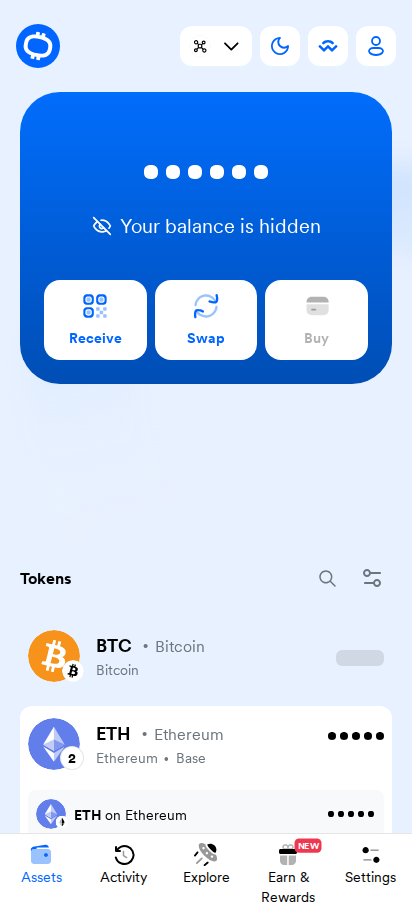 Your balance is hidden
Receive
Swap
Buy
Tokens
BTC • Bitcoin
Bitcoin
ETH • Ethereum
2
Ethereum • Base
ETH on Ethereum
NEW
Assets
Activity
Explore
Earn &
Rewards
Settings